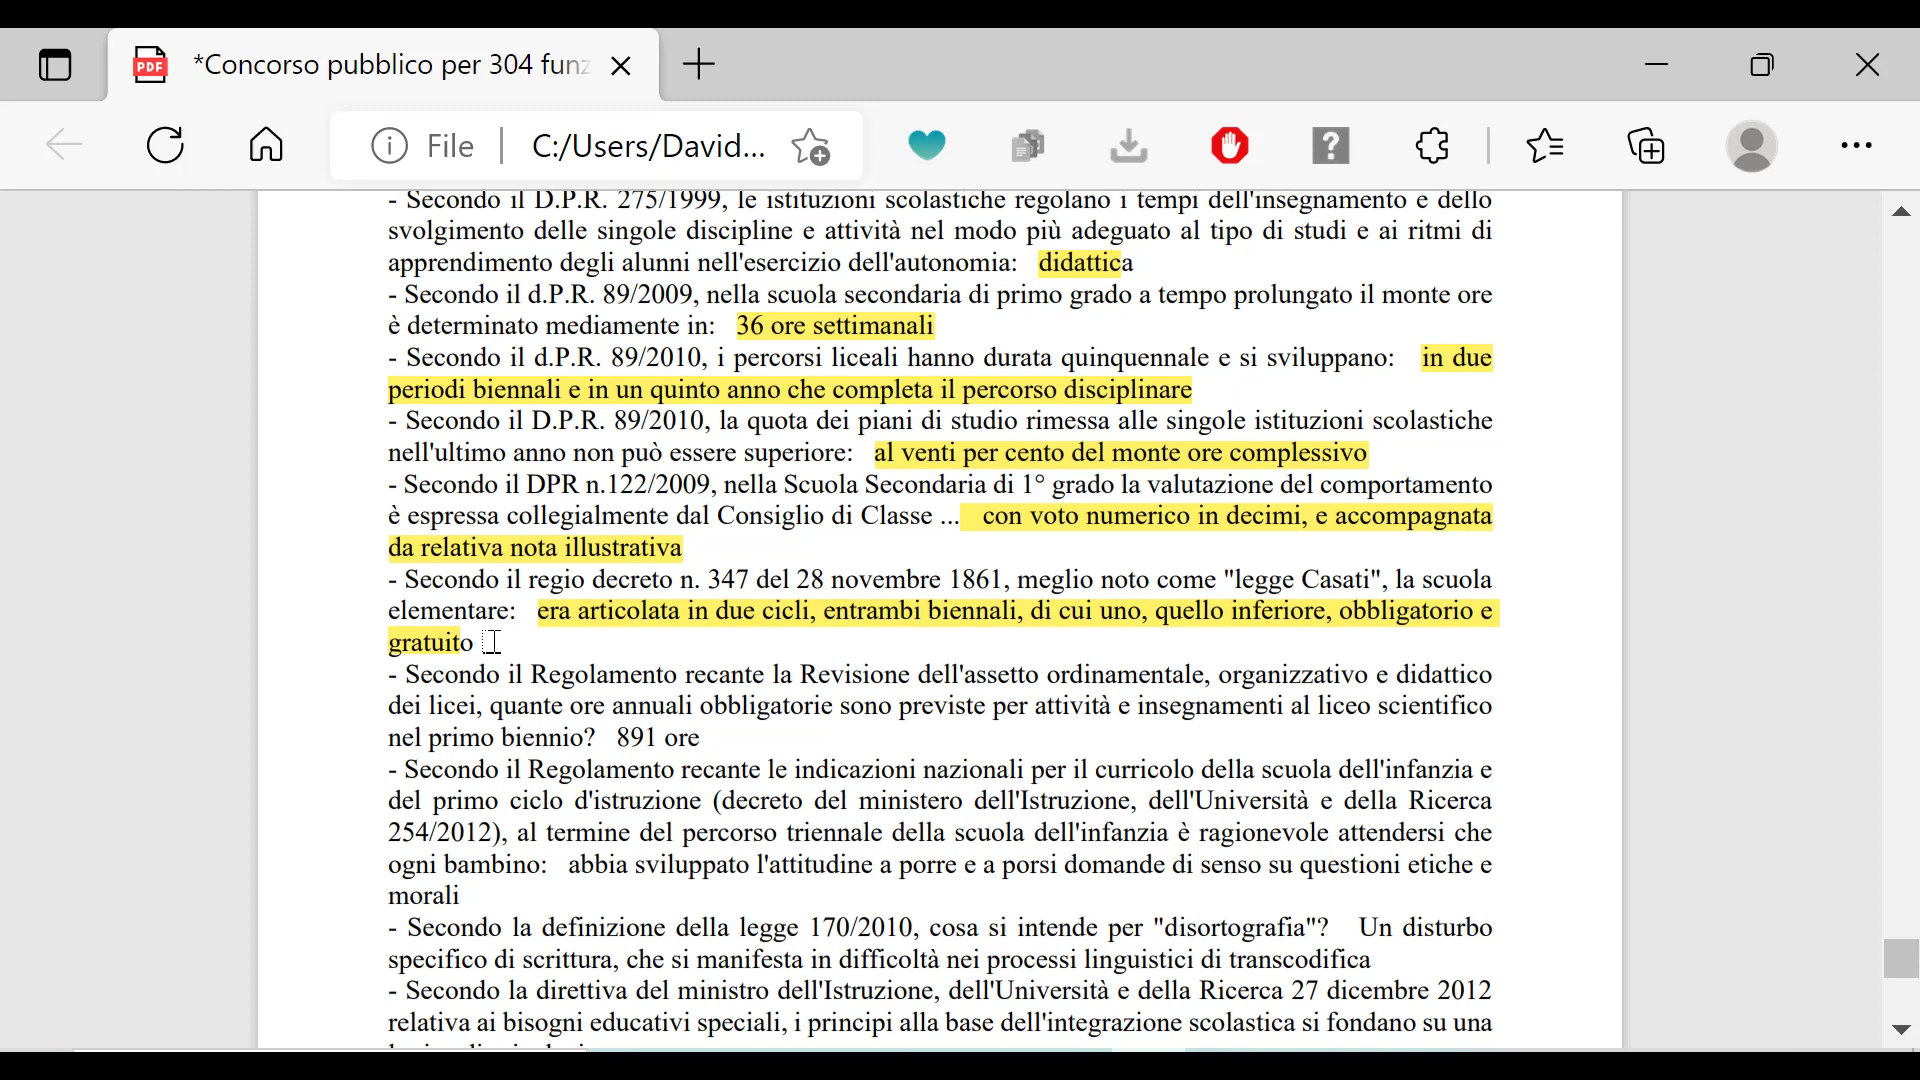 PDF *Concorso pubblico per 304 funz
File C:/Users/David...
- Secondo il D.P.R. 275/1999, le istituzioni scolastiche regolano i tempi dell'insegnamento e dello
svolgimento delle singole discipline e attività nel modo più adeguato al tipo di studi e ai ritmi di
apprendimento degli alunni nell'esercizio dell'autonomia: didattica
- Secondo il d.P.R. 89/2009, nella scuola secondaria di primo grado a tempo prolungato il monte ore
è determinato mediamente in: 36 ore settimanali
- Secondo il d.P.R. 89/2010, i percorsi liceali hanno durata quinquennale e si sviluppano: in due
periodi biennali e in un quinto anno che completa il percorso disciplinare
- Secondo il D.P.R. 89/2010, la quota dei piani di studio rimessa alle singole istituzioni scolastiche
nell'ultimo anno non può essere superiore: al venti per cento del monte ore complessivo
- Secondo il DPR n.122/2009, nella Scuola Secondaria di 1° grado la valutazione del comportamento
è espressa collegialmente dal Consiglio di Classe ... con voto numerico in decimi, e accompagnata
da relativa nota illustrativa
- Secondo il regio decreto n. 347 del 28 novembre 1861, meglio noto come "legge Casati", la scuola
elementare: era articolata in due cicli, entrambi biennali, di cui uno, quello inferiore, obbligatorio e
gratuito
- Secondo il Regolamento recante la Revisione dell'assetto ordinamentale, organizzativo e didattico
dei licei, quante ore annuali obbligatorie sono previste per attività e insegnamenti al liceo scientifico
nel primo biennio? 891 ore
- Secondo il Regolamento recante le indicazioni nazionali per il curricolo della scuola dell'infanzia e
del primo ciclo d'istruzione (decreto del ministero dell'Istruzione, dell'Università e della Ricerca
254/2012), al termine del percorso triennale della scuola dell'infanzia è ragionevole attendersi che
ogni bambino: abbia sviluppato l'attitudine a porre e a porsi domande di senso su questioni etiche e
morali
- Secondo la definizione della legge 170/2010, cosa si intende per "disortografia"? Un disturbo
specifico di scrittura, che si manifesta in difficoltà nei processi linguistici di transcodifica
- Secondo la direttiva del ministro dell'Istruzione, dell'Università e della Ricerca 27 dicembre 2012
relativa ai bisogni educativi speciali, i principi alla base dell'integrazione scolastica si fondano su una